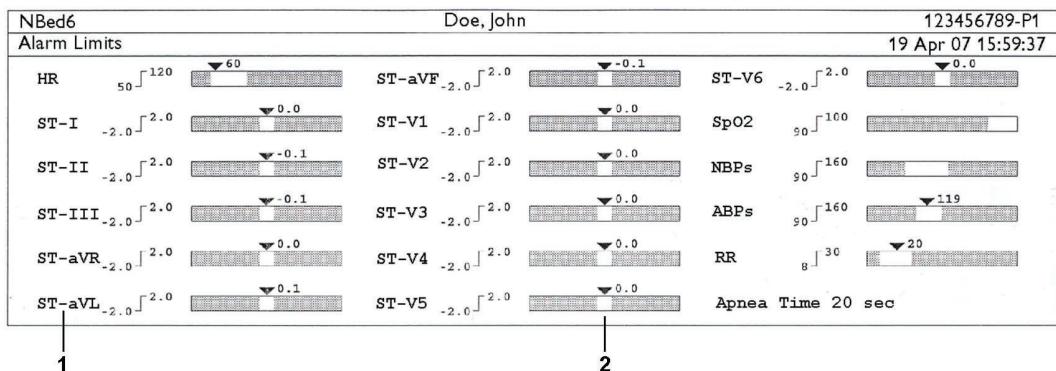 NBed6 Doe, John 123456789-P1
Alarm Limits 19 Apr 07 15:59:37
HR 50 120 60
ST-I -2.0 2.0 0.0
ST-II -2.0 2.0 -0.1
ST-III -2.0 2.0 -0.1
ST-aVR -2.0 2.0 0.0
ST-aVL -2.0 2.0 0.1
ST-aVF -2.0 2.0 -0.1
ST-V1 -2.0 2.0 0.0
ST-V2 -2.0 2.0 0.0
ST-V3 -2.0 2.0 0.0
ST-V4 -2.0 2.0 0.0
ST-V5 -2.0 2.0 0.0
ST-V6 -2.0 2.0 0.0
SpO2 90 100
NBPs 90 160
ABPs 90 160 119
RR 8 30 20
Apnea Time 20 sec
1 2